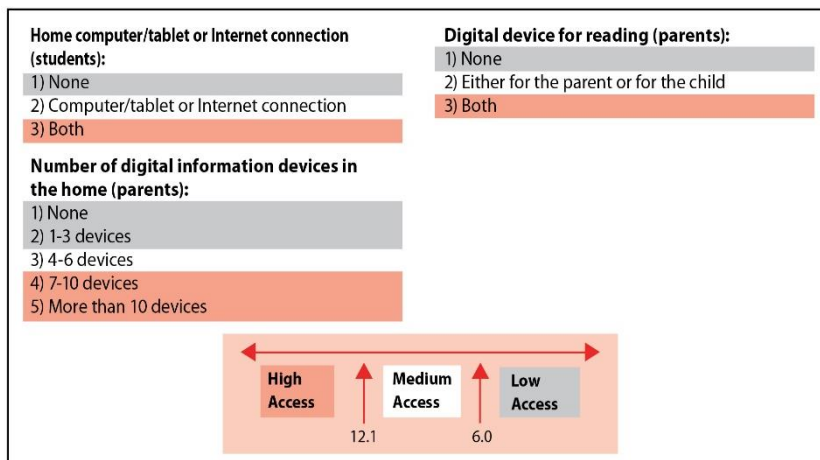 Home computer/tablet or Internet connection
(students):
1) None
2) Computer/tablet or Internet connection
3) Both
Number of digital information devices in
the home (parents):
1) None
2) 1-3 devices
3) 4-6 devices
4) 7-10 devices
5) More than 10 devices
Digital device for reading (parents):
1) None
2) Either for the parent or for the child
3) Both
High
Access
Medium
Access
Low
Access
12.1
6.0